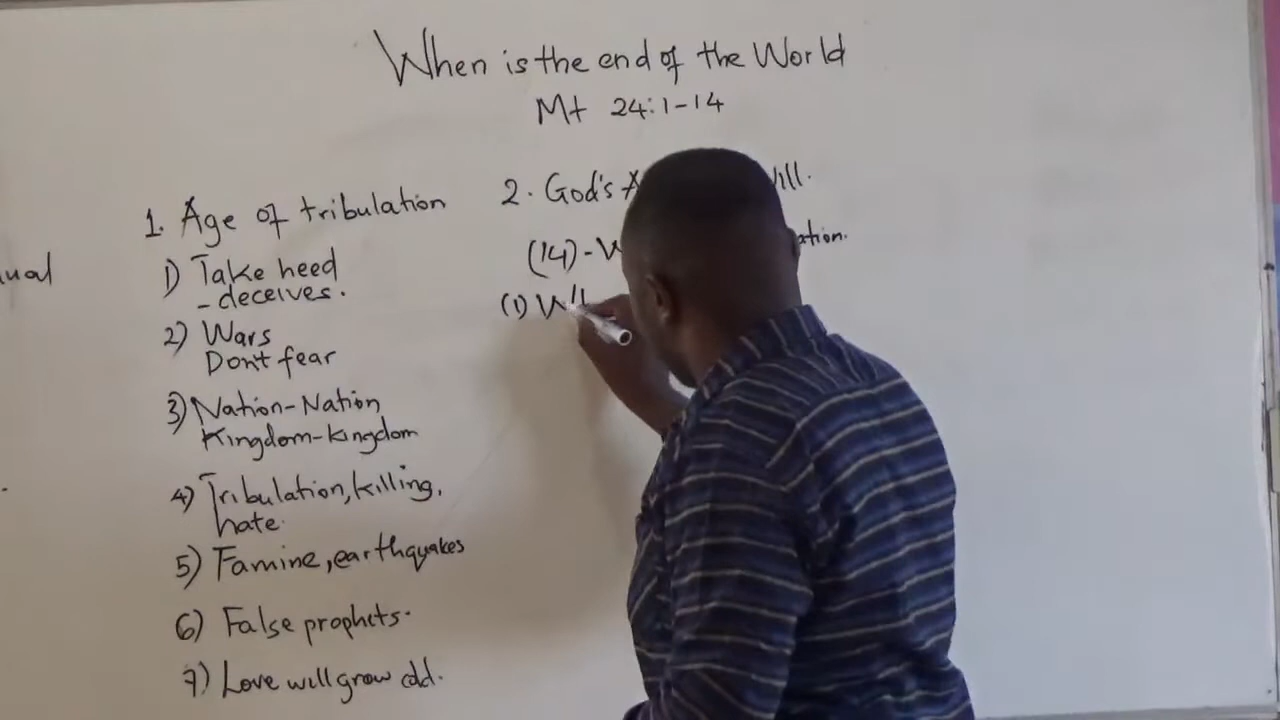 When is the end of the World
Mt 24:1-14
1. Age of tribulation
1) Take heed
- deceives.
2) Wars
Don't fear
3) Nation-Nation
Kingdom-kingdom
4) Tribulation, killing,
hate.
5) Famine, earthquakes
6) False prophets.
7) Love will grow cold.
2. God's
(14) -
(1)